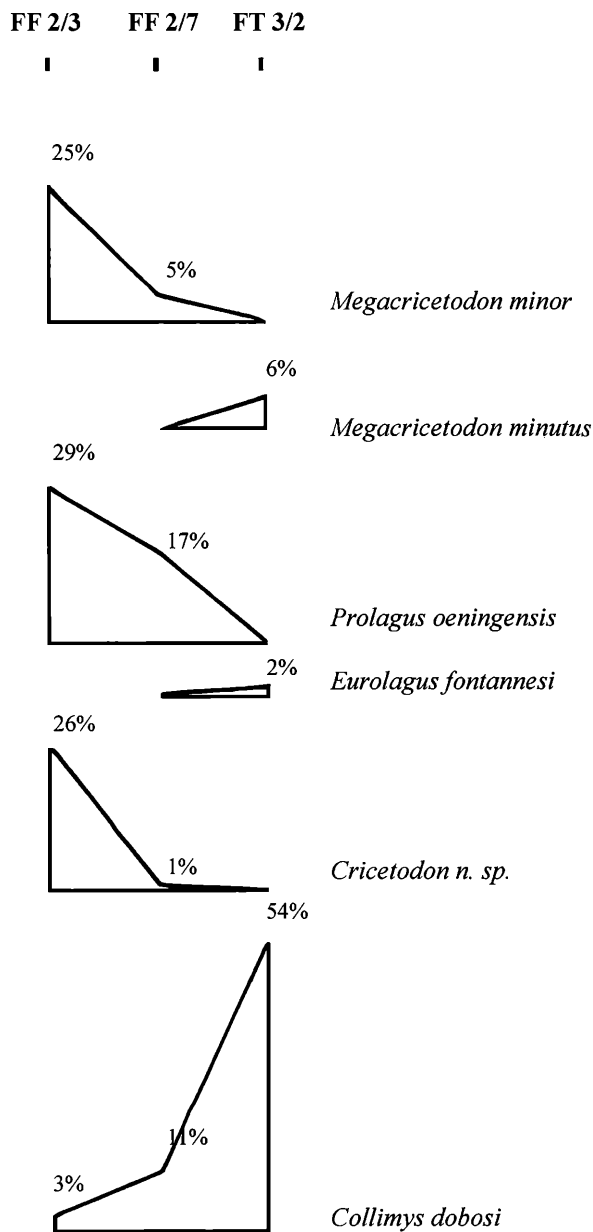 FF 2/3 FF 2/7 FT 3/2
25%
5%
Megacricetodon minor
6%
Megacricetodon minutus
29%
17%
Prolagus oeningensis
2%
Eurolagus fontannesi
26%
1%
Cricetodon n. sp.
54%
11%
3%
Collimys dobosi